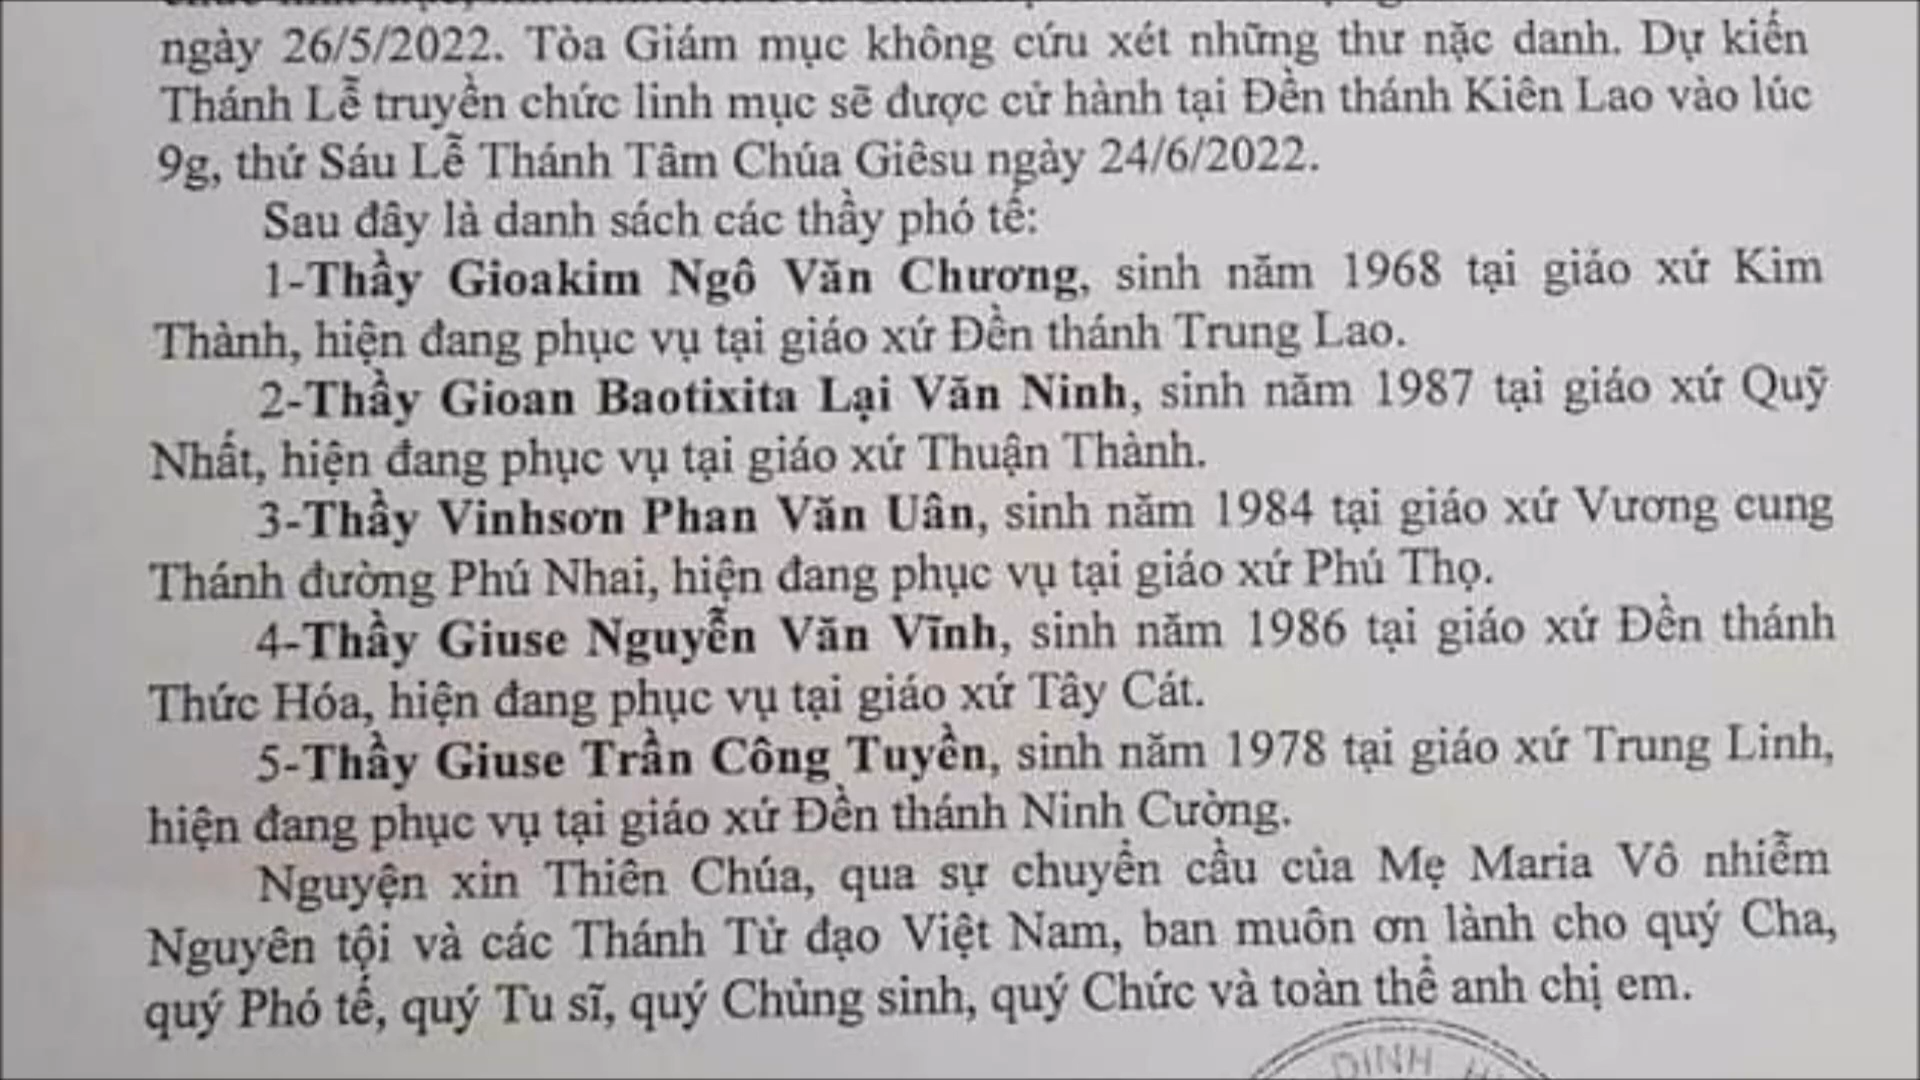 ngày 26/5/2022. Tòa Giám mục không cứu xét những thư nặc danh. Dự kiến
Thánh Lễ truyền chức linh mục sẽ được cử hành tại Đền thánh Kiên Lao vào lúc
9g, thứ Sáu Lễ Thánh Tâm Chúa Giêsu ngày 24/6/2022.
Sau đây là danh sách các thầy phó tế:
1-Thầy Gioakim Ngô Văn Chương, sinh năm 1968 tại giáo xứ Kim
Thành, hiện đang phục vụ tại giáo xứ Đền thánh Trung Lao.
2-Thầy Gioan Baotixita Lại Văn Ninh, sinh năm 1987 tại giáo xứ Quỹ
Nhất, hiện đang phục vụ tại giáo xứ Thuận Thành.
3-Thầy Vinhsơn Phan Văn Uân, sinh năm 1984 tại giáo xứ Vương cung
Thánh đường Phú Nhai, hiện đang phục vụ tại giáo xứ Phú Thọ.
4-Thầy Giuse Nguyễn Văn Vĩnh, sinh năm 1986 tại giáo xứ Đền thánh
Thức Hóa, hiện đang phục vụ tại giáo xứ Tây Cát.
5-Thầy Giuse Trần Công Tuyền, sinh năm 1978 tại giáo xứ Trung Linh,
hiện đang phục vụ tại giáo xứ Đền thánh Ninh Cường.
Nguyện xin Thiên Chúa, qua sự chuyển cầu của Mẹ Maria Vô nhiễm
Nguyên tội và các Thánh Tử đạo Việt Nam, ban muôn ơn lành cho quý Cha,
quý Phó tế, quý Tu sĩ, quý Chủng sinh, quý Chức và toàn thể anh chị em.
DINH